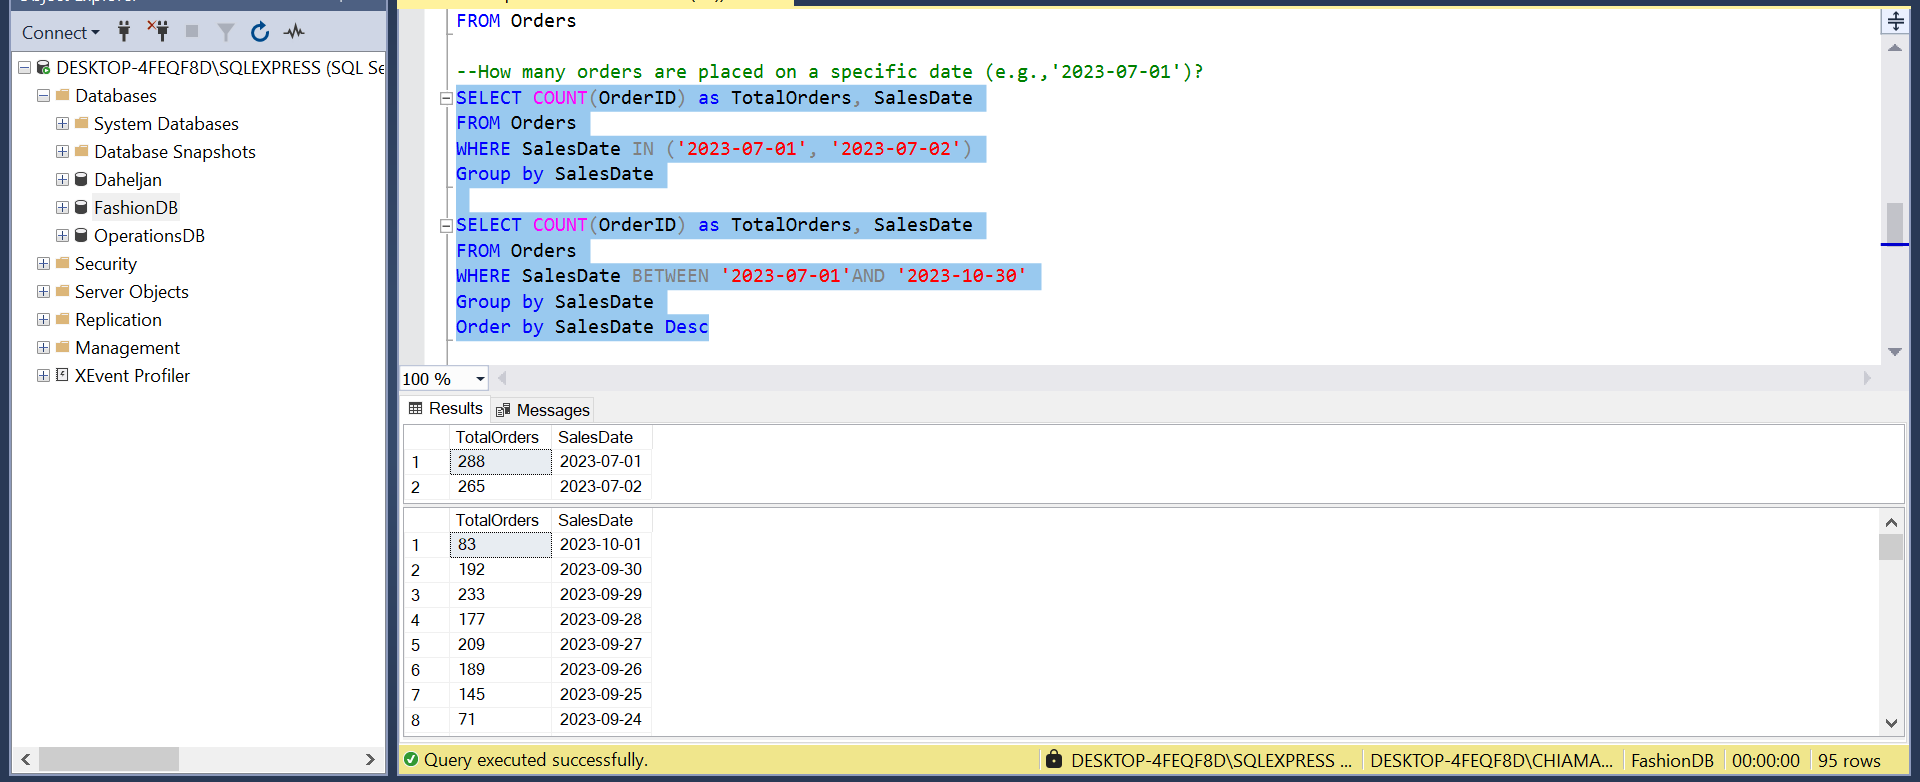 Connect
DESKTOP-4FEQF8D\SQLEXPRESS (SQL Se
Databases
System Databases
Database Snapshots
Daheljan
FashionDB
OperationsDB
Security
Server Objects
Replication
Management
XEvent Profiler
FROM Orders
--How many orders are placed on a specific date (e.g.,'2023-07-01')?
SELECT COUNT(OrderID) as TotalOrders, SalesDate
FROM Orders
WHERE SalesDate IN ('2023-07-01', '2023-07-02')
Group by SalesDate
SELECT COUNT(OrderID) as TotalOrders, SalesDate
FROM Orders
WHERE SalesDate BETWEEN '2023-07-01'AND '2023-10-30'
Group by SalesDate
Order by SalesDate Desc
100 %
Results Messages
TotalOrders SalesDate
1 288 2023-07-01
2 265 2023-07-02
TotalOrders SalesDate
1 83 2023-10-01
2 192 2023-09-30
3 233 2023-09-29
4 177 2023-09-28
5 209 2023-09-27
6 189 2023-09-26
7 145 2023-09-25
8 71 2023-09-24
Query executed successfully. DESKTOP-4FEQF8D\SQLEXPRESS ... DESKTOP-4FEQF8D\CHIAMA... FashionDB 00:00:00 95 rows